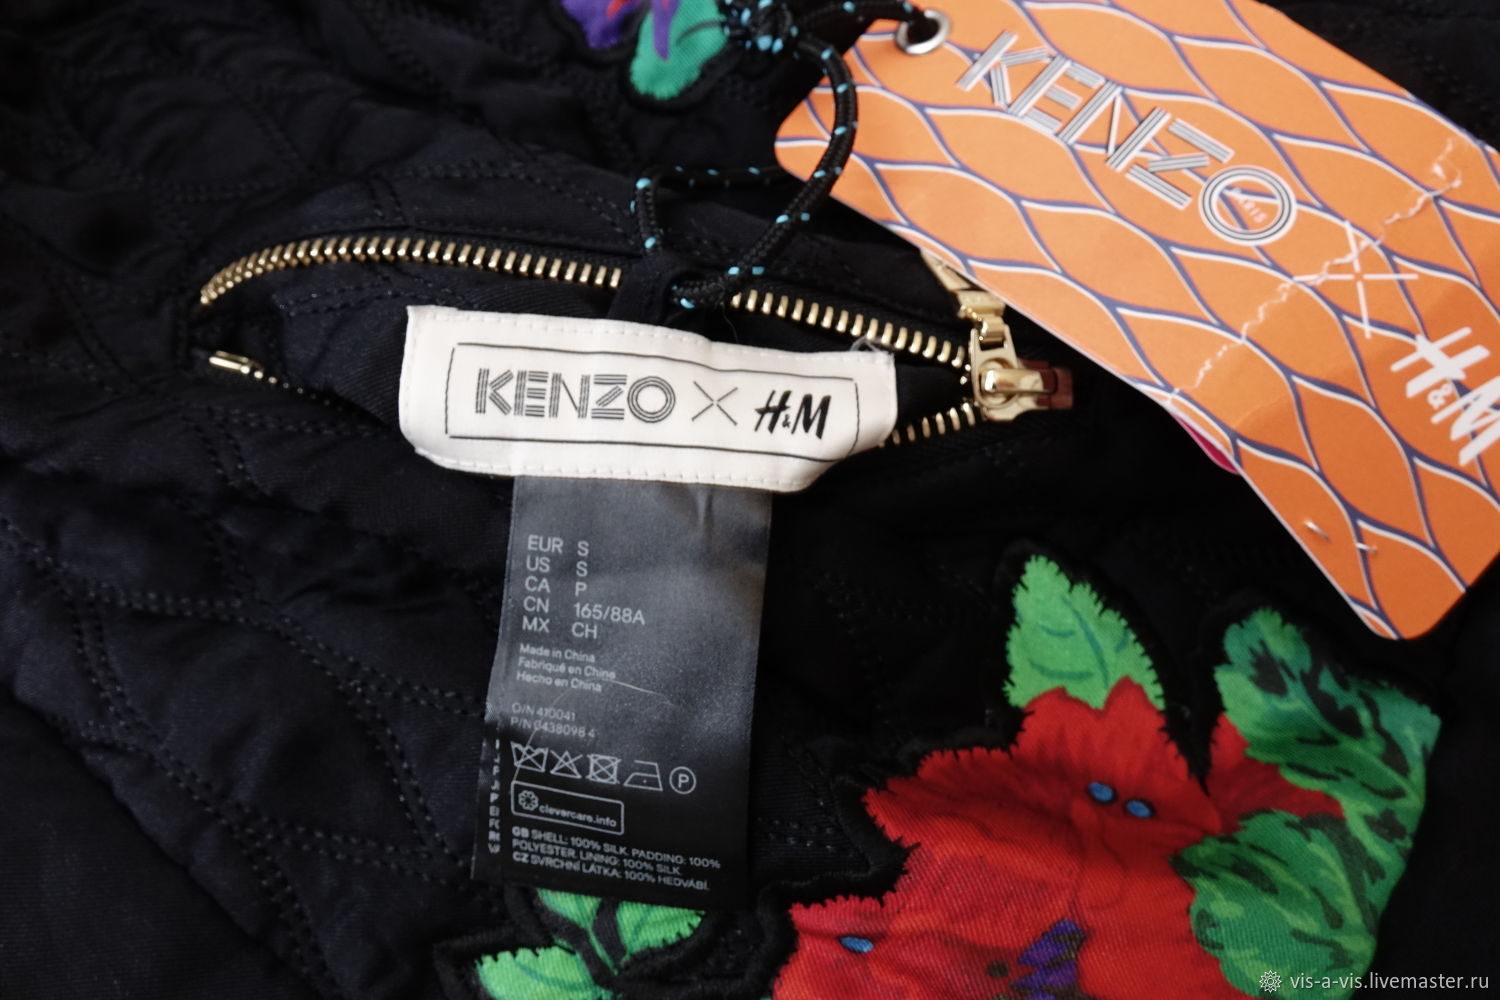 KENZO
PARIS
X
H&M
KENZO X H&M
EUR S
US S
CA P
CN 165/88A
MX CH
Made in China
Fabriqué en China
Hecho en China
O/N 410041
P/N 0438098 4
P
clevercare.info
GB SHELL: 100% SILK. PADDING: 100%
POLYESTER. LINING: 100% SILK.
CZ SVRCHNÍ LÁTKA: 100% HEDVÁBÍ.
vis-a-vis.livemaster.ru